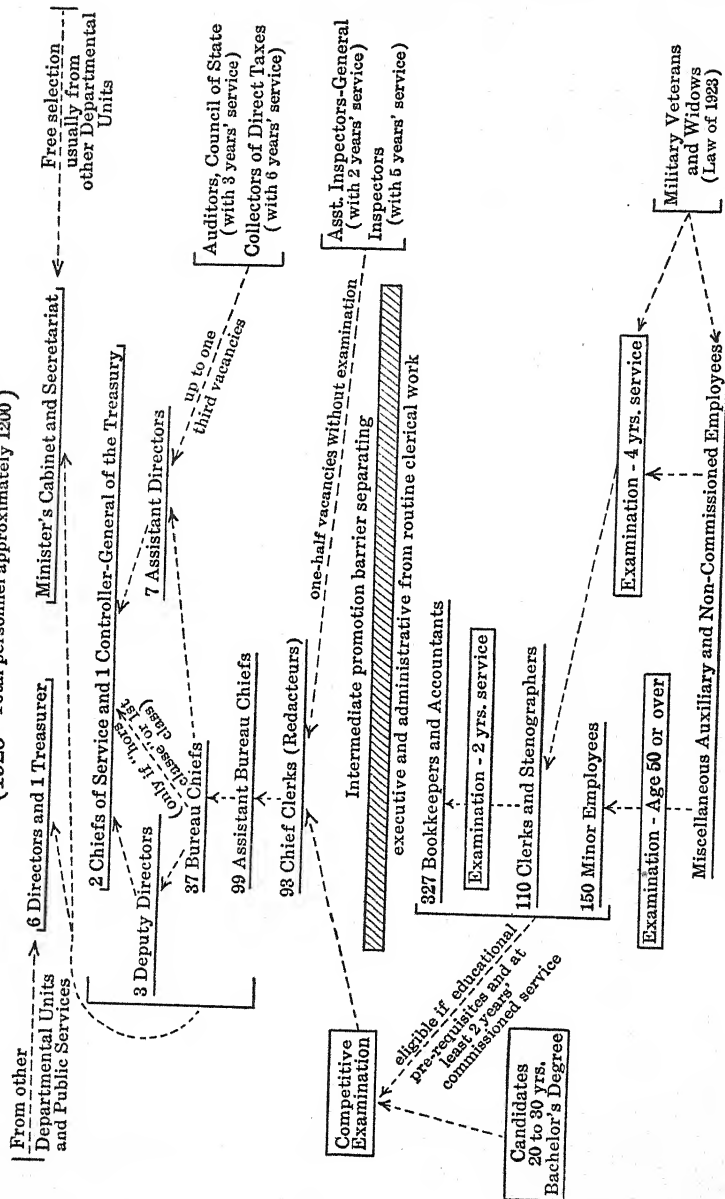 (1928 - Total personnel approximately 1200)
From other
Departmental Units
and Public Services
6 Directors and 1 Treasurer
Minister's Cabinet and Secretariat
Free selection
usually from
other Departmental
Units
2 Chiefs of Service and 1 Controller-General of the Treasury
3 Deputy Directors
(only if "hors
classe" or 1st
class)
7 Assistant Directors
up to one
third vacancies
Auditors, Council of State
(with 3 years' service)
Collectors of Direct Taxes
(with 6 years' service)
37 Bureau Chiefs
99 Assistant Bureau Chiefs
93 Chief Clerks (Redacteurs)
one-half vacancies without examination
Asst. Inspectors-General
(with 2 years' service)
Inspectors
(with 5 years' service)
Competitive
Examination
Intermediate promotion barrier separating
executive and administrative from routine clerical work
eligible if educational
pre-requisites and at
least 2 years'
commissioned service
327 Bookkeepers and Accountants
Examination - 2 yrs. service
110 Clerks and Stenographers
150 Minor Employees
Candidates
20 to 30 yrs.
Bachelor's Degree
Examination - Age 50 or over
Examination - 4 yrs. service
Military Veterans
and Widows
(Law of 1923)
Miscellaneous Auxiliary and Non-Commissioned Employees